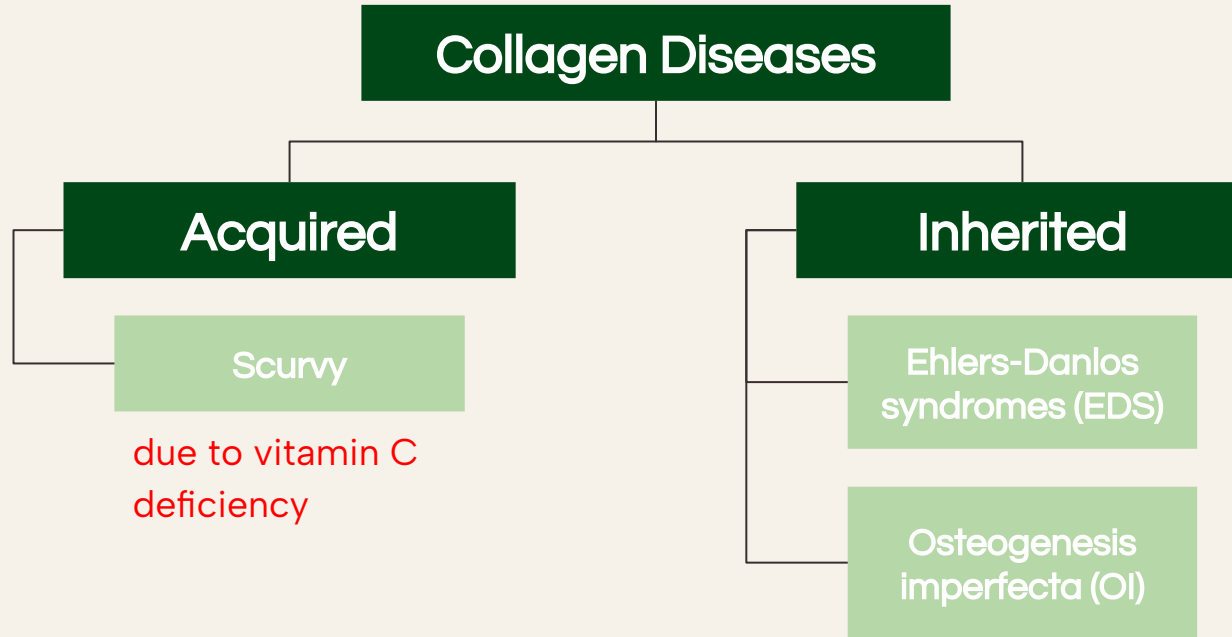 Collagen Diseases
Acquired
Inherited
Scurvy
due to vitamin C
deficiency
Ehlers-Danlos
syndromes (EDS)
Osteogenesis
imperfecta (OI)